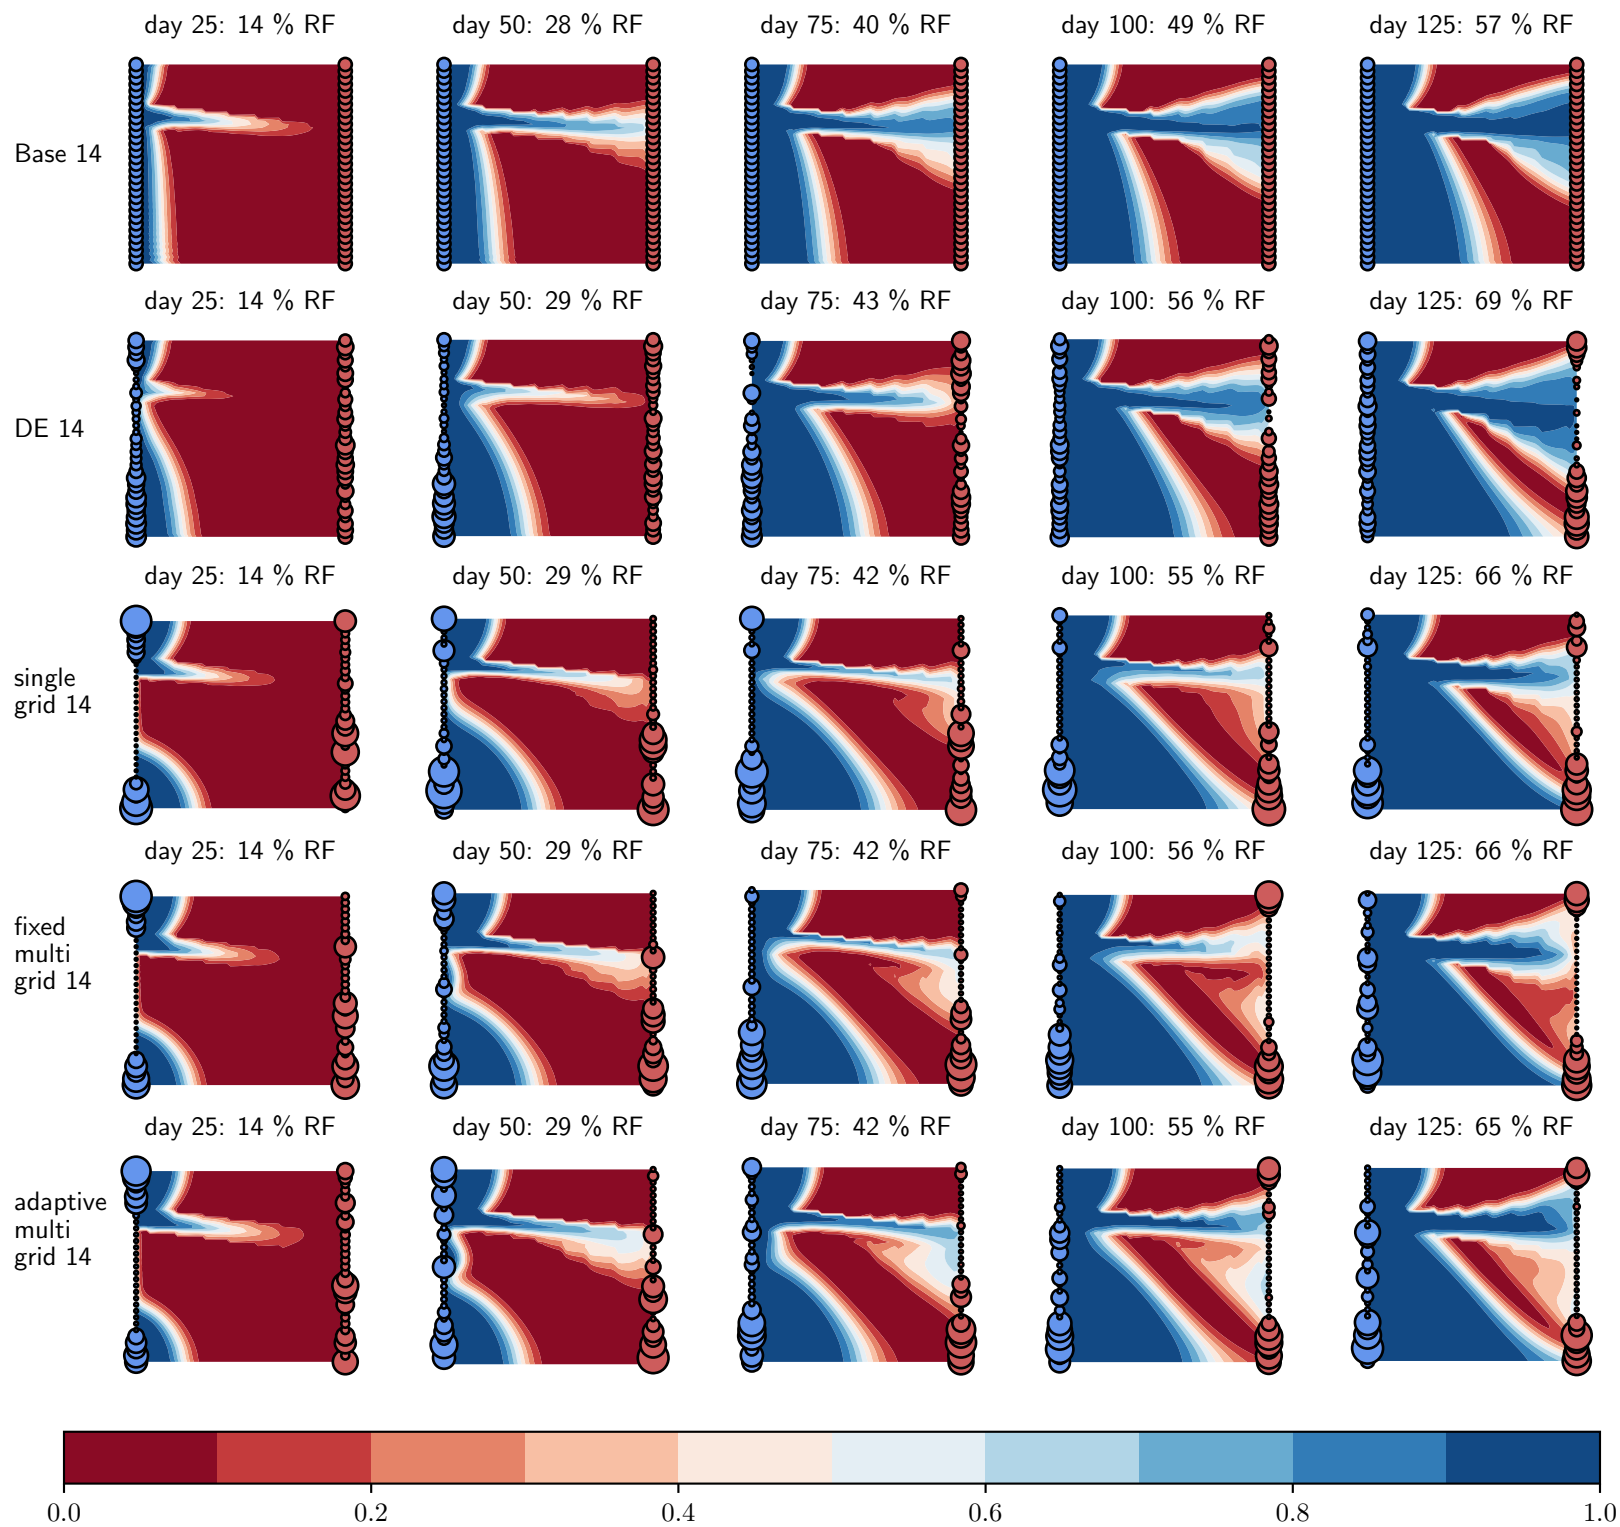 day 25: 14 % RF
day 50: 28 % RF
day 75: 40 % RF
day 100: 49 % RF
day 125: 57 % RF
Base 14
day 25: 14 % RF
day 50: 29 % RF
day 75: 43 % RF
day 100: 56 % RF
day 125: 69 % RF
DE 14
day 25: 14 % RF
day 50: 29 % RF
day 75: 42 % RF
day 100: 55 % RF
day 125: 66 % RF
single
grid 14
day 25: 14 % RF
day 50: 29 % RF
day 75: 42 % RF
day 100: 56 % RF
day 125: 66 % RF
fixed
multi
grid 14
day 25: 14 % RF
day 50: 29 % RF
day 75: 42 % RF
day 100: 55 % RF
day 125: 65 % RF
adaptive
multi
grid 14
0.0
0.2
0.4
0.6
0.8
1.0